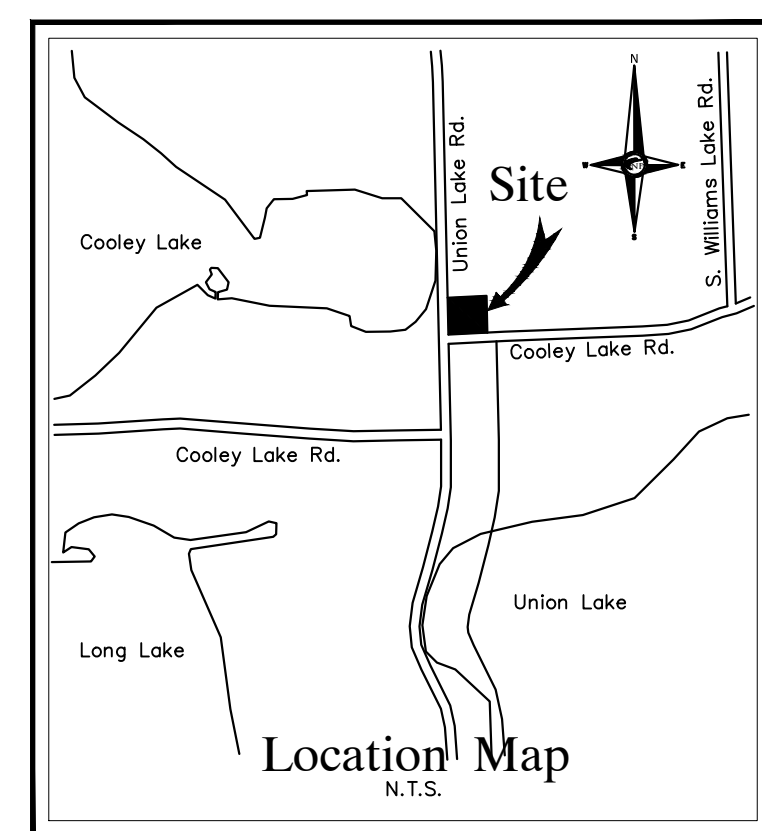 N
S. Williams Lake Rd.
Union Lake Rd.
Site
W
E
NF
S
Cooley Lake
Cooley Lake Rd.
Cooley Lake Rd.
Union Lake
Long Lake
Location Map
N.T.S.